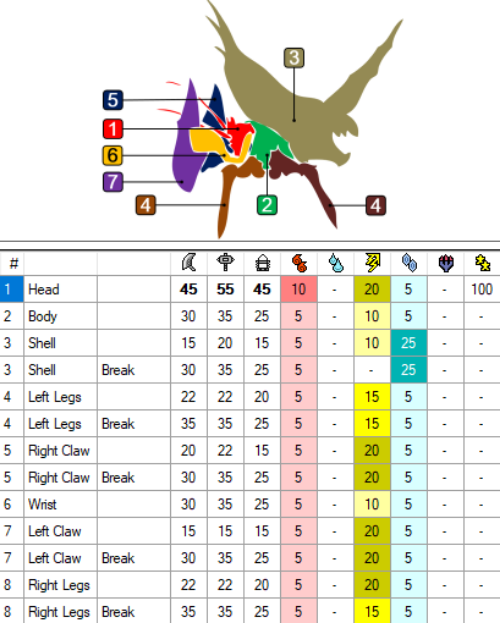 3
5
1
6
7
4
2
4
#
1 Head 45 55 45 10 - 20 5 - 100
2 Body 30 35 25 5 - 10 5 - -
3 Shell 15 20 15 5 - 10 25 - -
3 Shell Break 30 35 25 5 - - 25 - -
4 Left Legs 22 22 20 5 - 15 5 - -
4 Left Legs Break 35 35 25 5 - 15 5 - -
5 Right Claw 20 22 15 5 - 20 5 - -
5 Right Claw Break 30 35 25 5 - 20 5 - -
6 Wrist 30 35 25 5 - 10 5 - -
7 Left Claw 15 15 15 5 - 20 5 - -
7 Left Claw Break 30 35 25 5 - 20 5 - -
8 Right Legs 22 22 20 5 - 20 5 - -
8 Right Legs Break 35 35 25 5 - 15 5 - -